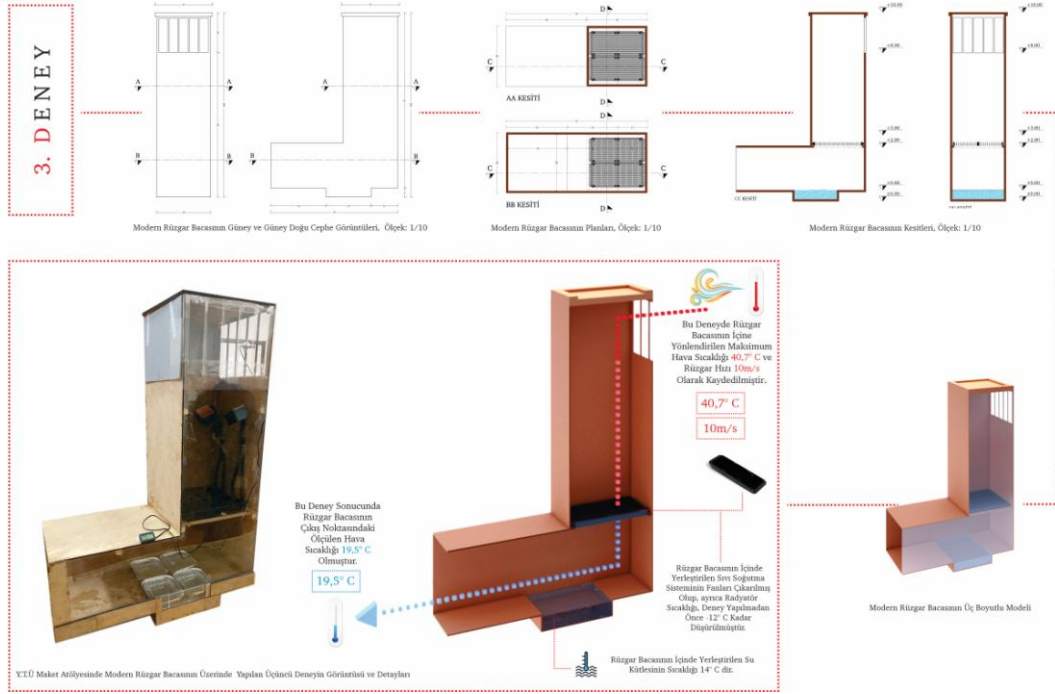 3. DENEY
A
A
B
B
A
A
B
B
Modern Rüzgar Bacasının Güney ve Güney Doğu Cephe Görüntüleri, Ölçek: 1/10
D
C
C
AA KESİTİ
D
C
C
BB KESİTİ
D
Modern Rüzgar Bacasının Planları, Ölçek: 1/10
CC KESİTİ
Modern Rüzgar Bacasının Kesitleri, Ölçek: 1/10
Bu Deneyde Rüzgar
Bacasının İçine
Yönlendirilen Maksimum
Hava Sıcaklığı 40,7° C ve
Rüzgar Hızı 10m/s
Olarak Kaydedilmiştir.
40,7° C
10m/s
Bu Deney Sonucunda
Rüzgar Bacasının
Çıkış Noktasındaki
Ölçülen Hava
Sıcaklığı 19,5° C
Olmuştur.
19,5° C
Rüzgar Bacasının İçinde
Yerleştirilen Sıvı Soğutma
Sisteminin Fanları Çıkarılmış
Olup, ayrıca Radyatör
Sıcaklığı, Deney Yapılmadan
Önce -12° C Kadar
Düşürülmüştür.
Rüzgar Bacasının İçinde Yerleştirilen Su
Kütlesinin Sıcaklığı 14° C dir.
Y.T.Ü Maket Atölyesinde Modern Rüzgar Bacasının Üzerinde Yapılan Üçüncü Deneyin Görüntüsü ve Detayları
Modern Rüzgar Bacasının Üç Boyutlu Modeli